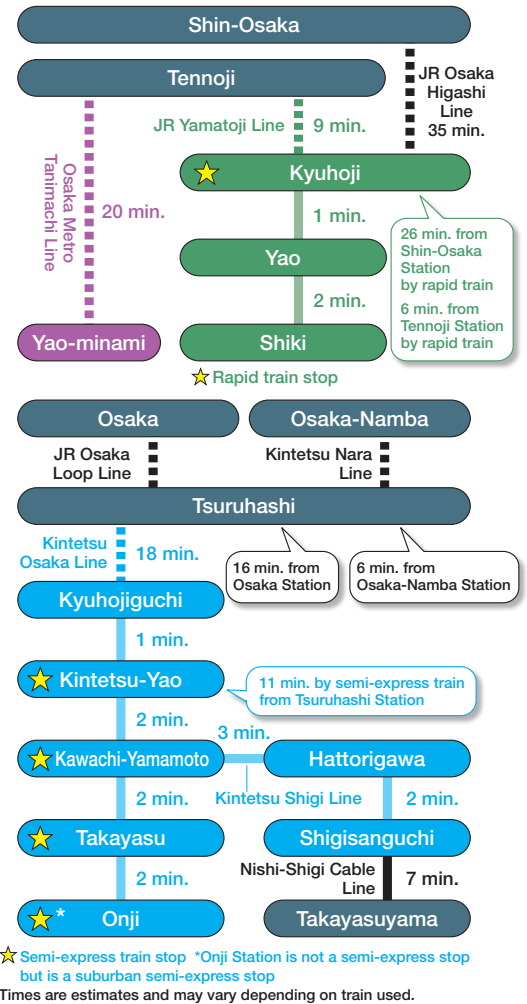 Shin-Osaka
Tennoji
JR Osaka
Higashi
Line
35 min.
JR Yamatoji Line
9 min.
Osaka Metro
Tanimachi Line
20 min.
Kyuhoji
1 min.
26 min. from
Shin-Osaka
Station
by rapid train
6 min. from
Tennoji Station
by rapid train
Yao
2 min.
Yao-minami
Shiki
Rapid train stop
Osaka
Osaka-Namba
JR Osaka
Loop Line
Kintetsu Nara
Line
Tsuruhashi
Kintetsu
Osaka Line
18 min.
16 min. from
Osaka Station
6 min. from
Osaka-Namba Station
Kyuhojiguchi
1 min.
Kintetsu-Yao
11 min. by semi-express train
from Tsuruhashi Station
2 min.
3 min.
Kawachi-Yamamoto
Hattorigawa
Kintetsu Shigi Line
2 min.
2 min.
Takayasu
Shigisanguchi
2 min.
Nishi-Shigi Cable
Line
7 min.
* Onji
Takayasuyama
Semi-express train stop *Onji Station is not a semi-express stop
but is a suburban semi-express stop
Times are estimates and may vary depending on train used.